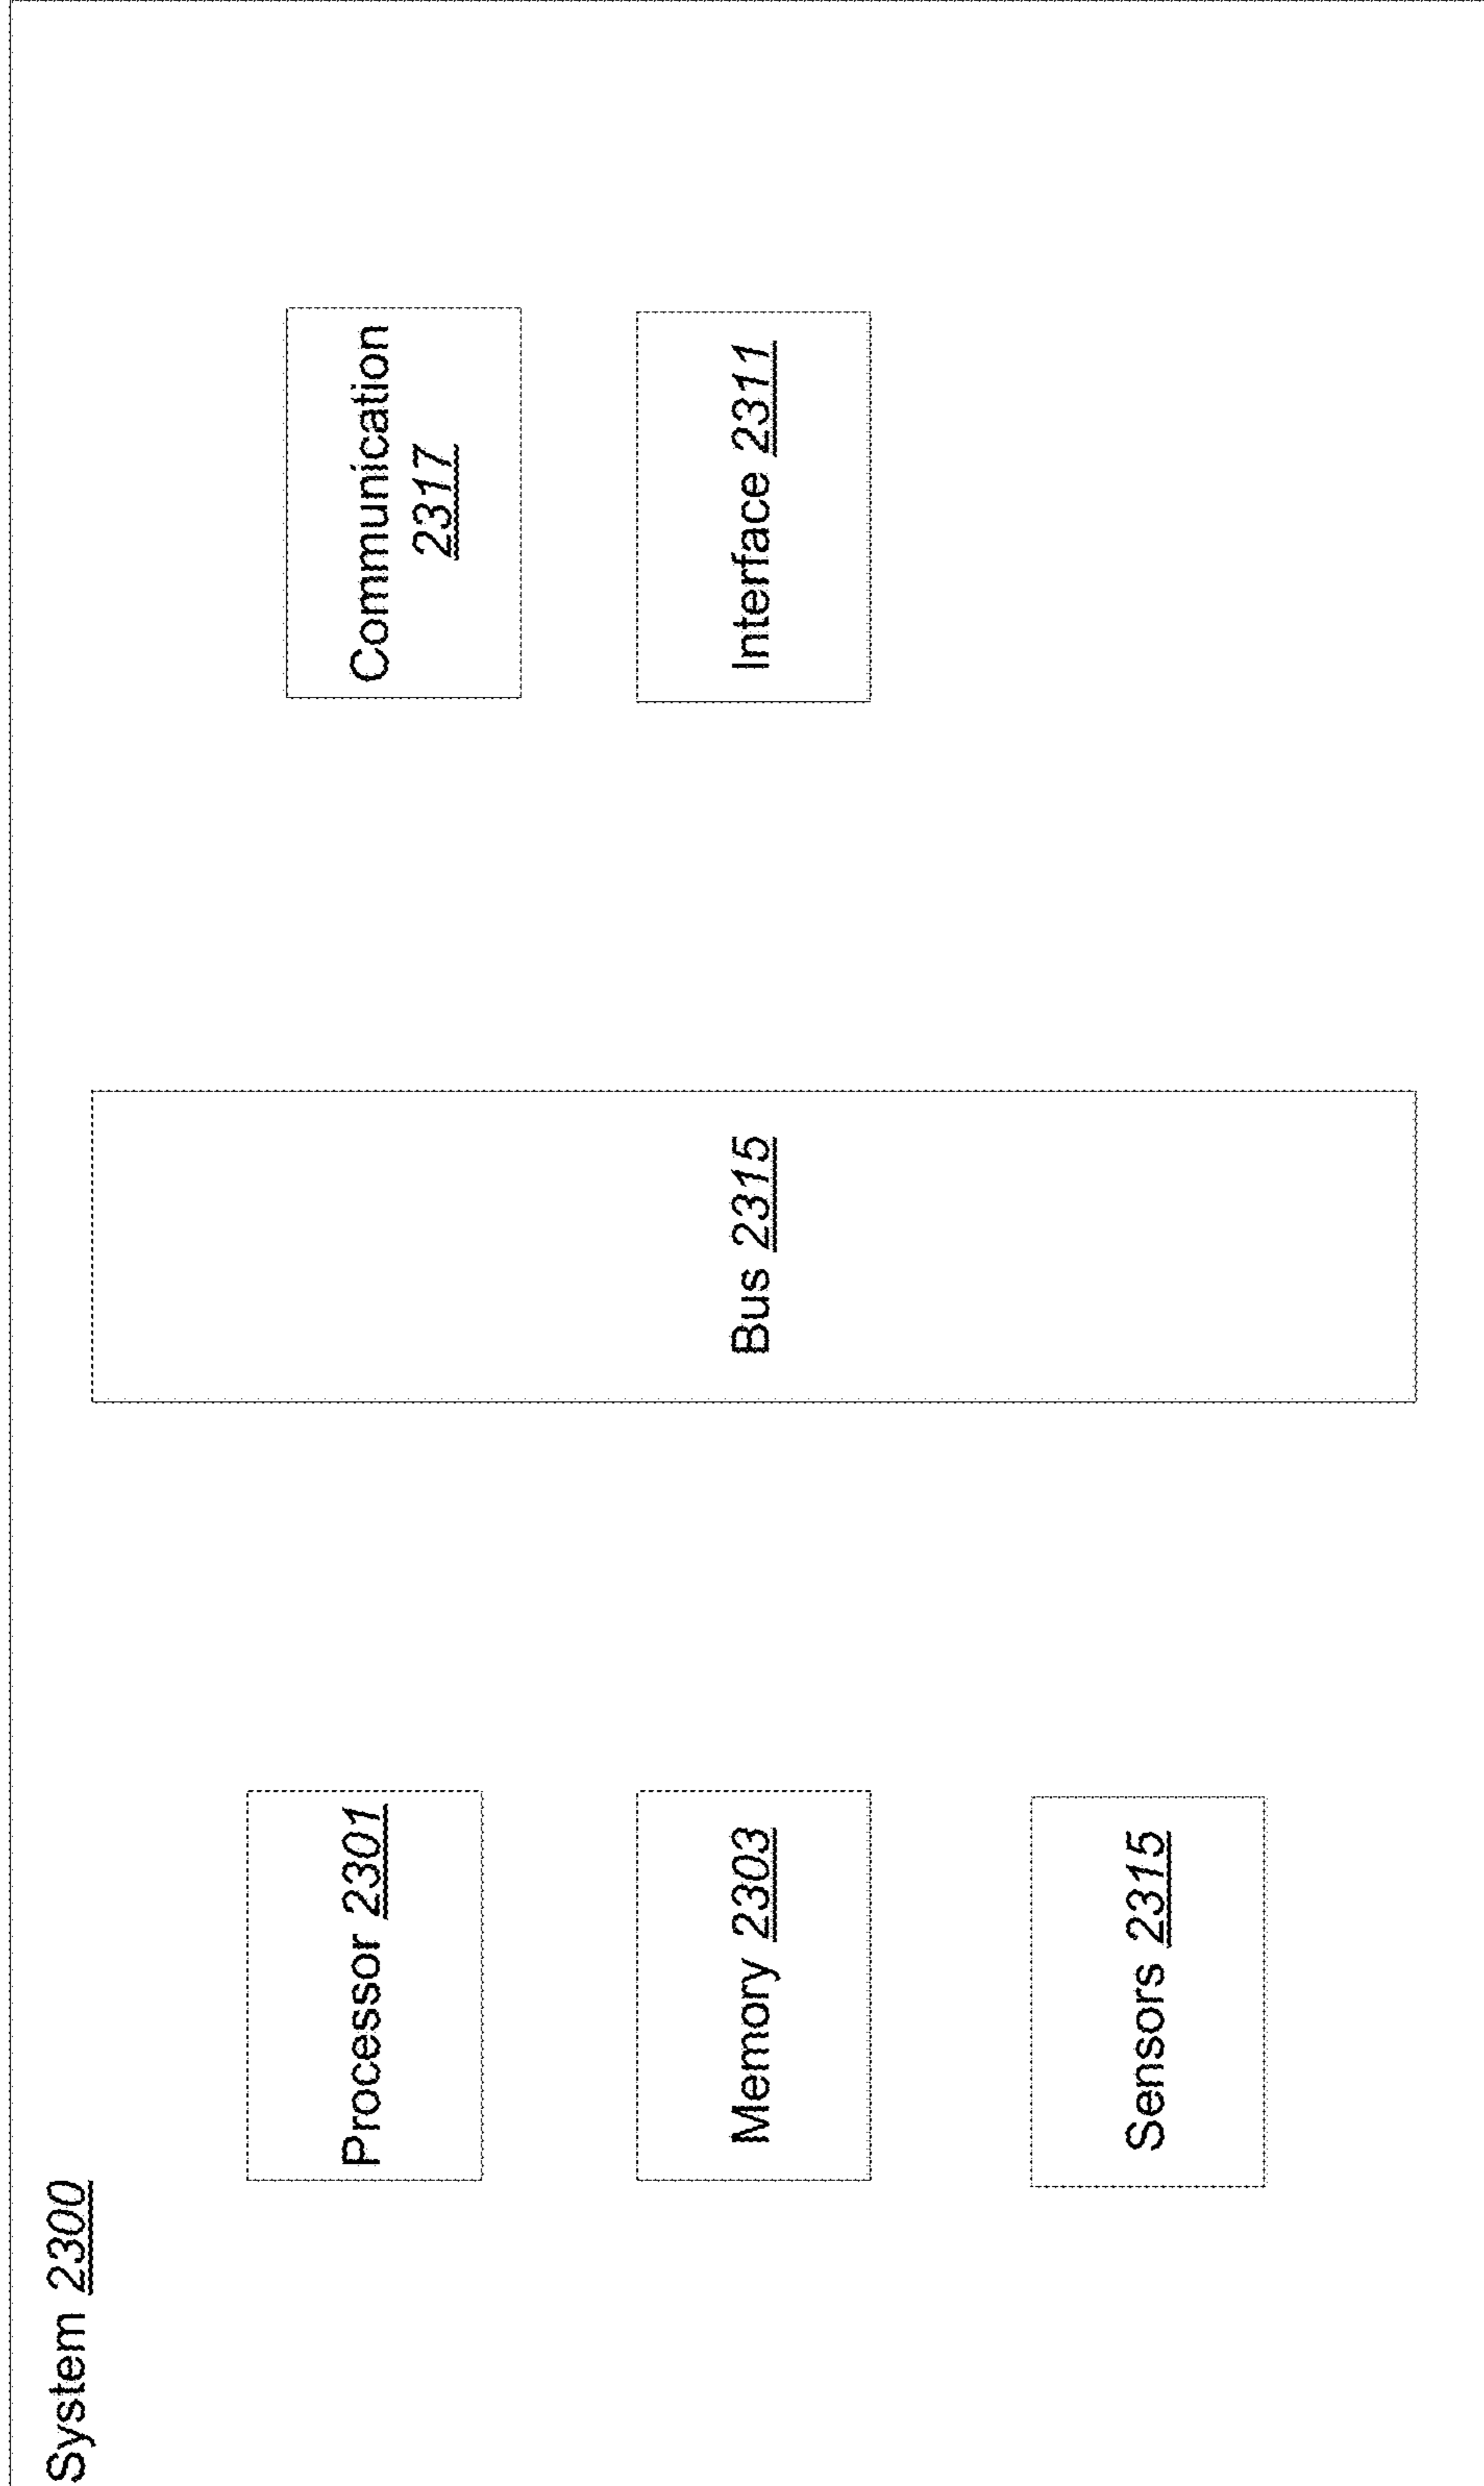 System 2300
Processor 2301
Memory 2303
Sensors 2315
Bus 2315
Communication
2317
Interface 2311